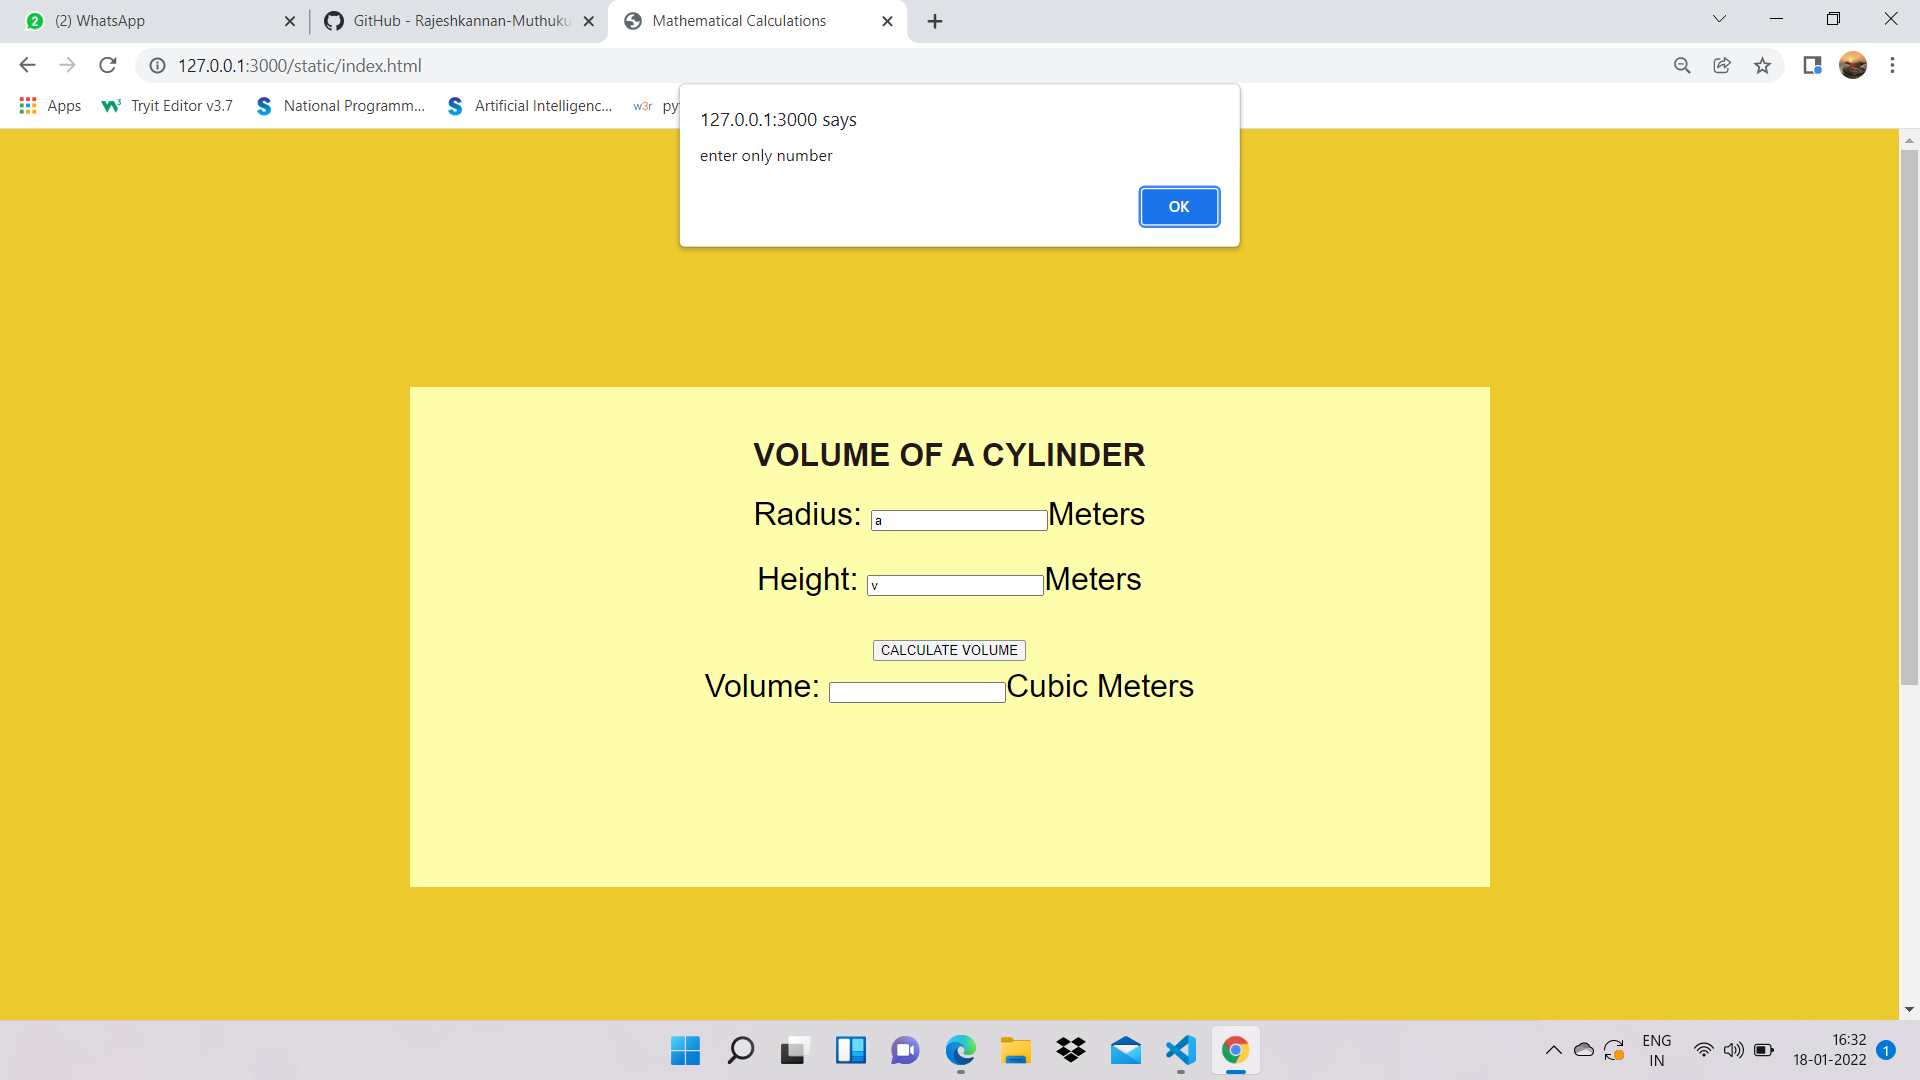 (2) WhatsApp
GitHub - Rajeshkannan-Muthuku
Mathematical Calculations
127.0.0.1:3000/static/index.html
Apps
Tryit Editor v3.7
National Programm...
Artificial Intelligenc...
w3r py
127.0.0.1:3000 says
enter only number
OK
VOLUME OF A CYLINDER
Radius: a Meters
Height: v Meters
CALCULATE VOLUME
Volume: Cubic Meters
ENG
IN
16:32
18-01-2022
1